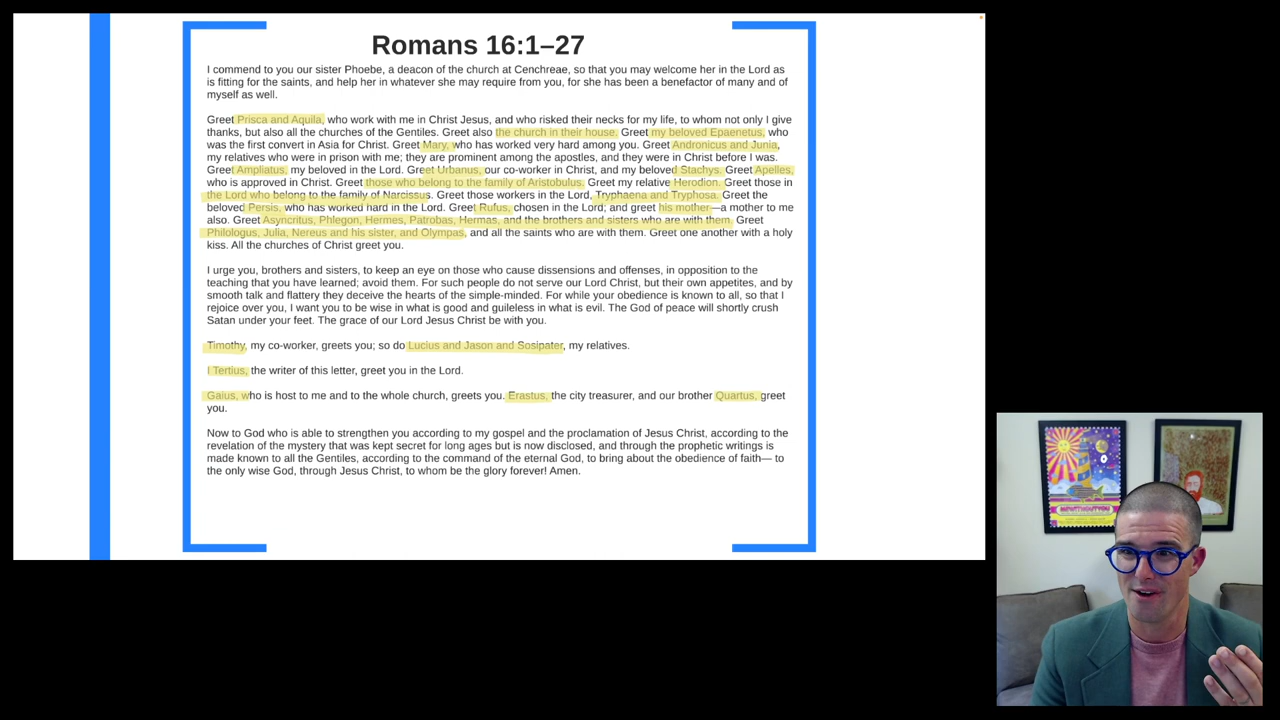 Romans 16:1–27
I commend to you our sister Phoebe, a deacon of the church at Cenchreae, so that you may welcome her in the Lord as
is fitting for the saints, and help her in whatever she may require from you, for she has been a benefactor of many and of
myself as well.
Greet Prisca and Aquila, who work with me in Christ Jesus, and who risked their necks for my life, to whom not only I give
thanks, but also all the churches of the Gentiles. Greet also the church in their house. Greet my beloved Epaenetus, who
was the first convert in Asia for Christ. Greet Mary, who has worked very hard among you. Greet Andronicus and Junia,
my relatives who were in prison with me; they are prominent among the apostles, and they were in Christ before I was.
Greet Ampliatus, my beloved in the Lord. Greet Urbanus, our co-worker in Christ, and my beloved Stachys. Greet Apelles,
who is approved in Christ. Greet those who belong to the family of Aristobulus. Greet my relative Herodion. Greet those in
the Lord who belong to the family of Narcissus. Greet those workers in the Lord, Tryphaena and Tryphosa. Greet the
beloved Persis, who has worked hard in the Lord. Greet Rufus, chosen in the Lord; and greet his mother—a mother to me
also. Greet Asyncritus, Phlegon, Hermes, Patrobas, Hermas, and the brothers and sisters who are with them. Greet
Philologus, Julia, Nereus and his sister, and Olympas, and all the saints who are with them. Greet one another with a holy
kiss. All the churches of Christ greet you.
I urge you, brothers and sisters, to keep an eye on those who cause dissensions and offenses, in opposition to the
teaching that you have learned; avoid them. For such people do not serve our Lord Christ, but their own appetites, and by
smooth talk and flattery they deceive the hearts of the simple-minded. For while your obedience is known to all, so that I
rejoice over you, I want you to be wise in what is good and guileless in what is evil. The God of peace will shortly crush
Satan under your feet. The grace of our Lord Jesus Christ be with you.
Timothy, my co-worker, greets you; so do Lucius and Jason and Sosipater, my relatives.
I Tertius, the writer of this letter, greet you in the Lord.
Gaius, who is host to me and to the whole church, greets you. Erastus, the city treasurer, and our brother Quartus, greet
you.
Now to God who is able to strengthen you according to my gospel and the proclamation of Jesus Christ, according to the
revelation of the mystery that was kept secret for long ages but is now disclosed, and through the prophetic writings is
made known to all the Gentiles, according to the command of the eternal God, to bring about the obedience of faith— to
the only wise God, through Jesus Christ, to whom be the glory forever! Amen.